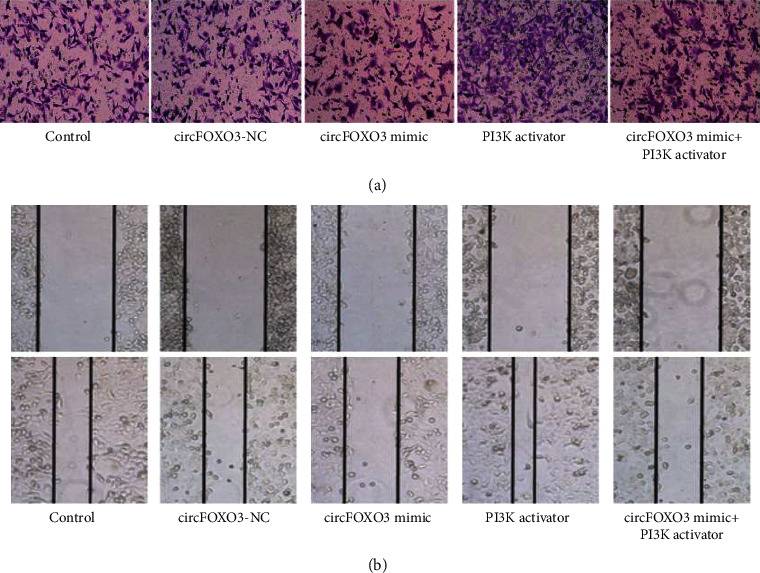 Control
circFOXO3-NC
circFOXO3 mimic
PI3K activator
circFOXO3 mimic+
PI3K activator
(a)
Control
circFOXO3-NC
circFOXO3 mimic
PI3K activator
circFOXO3 mimic+
PI3K activator
(b)